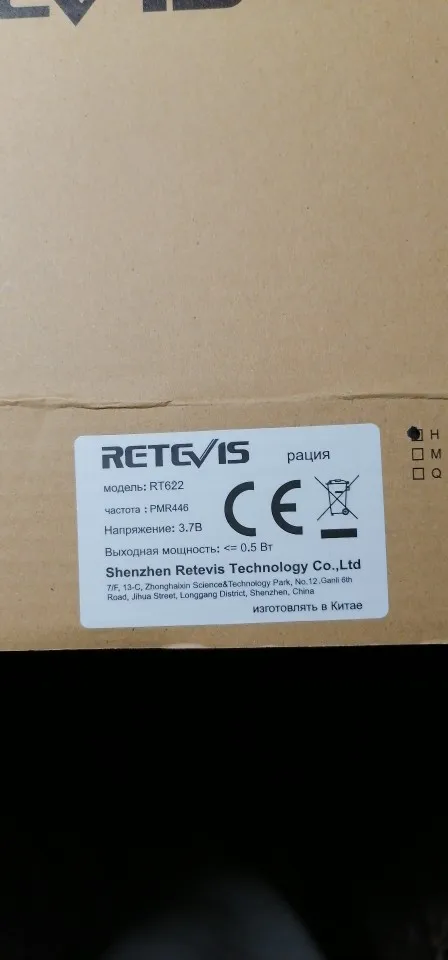 RETEVIS рация
модель: RT622
частота : PMR446
Напряжение: 3.7В
Выходная мощность: <= 0.5 Вт
CE
Shenzhen Retevis Technology Co.,Ltd
7/F, 13-C, Zhonghaixin Science&Technology Park, No.12 Ganli 6th
Road, Jihua Street, Longgang District, Shenzhen, China
изготовлять в Китае
H
M
Q